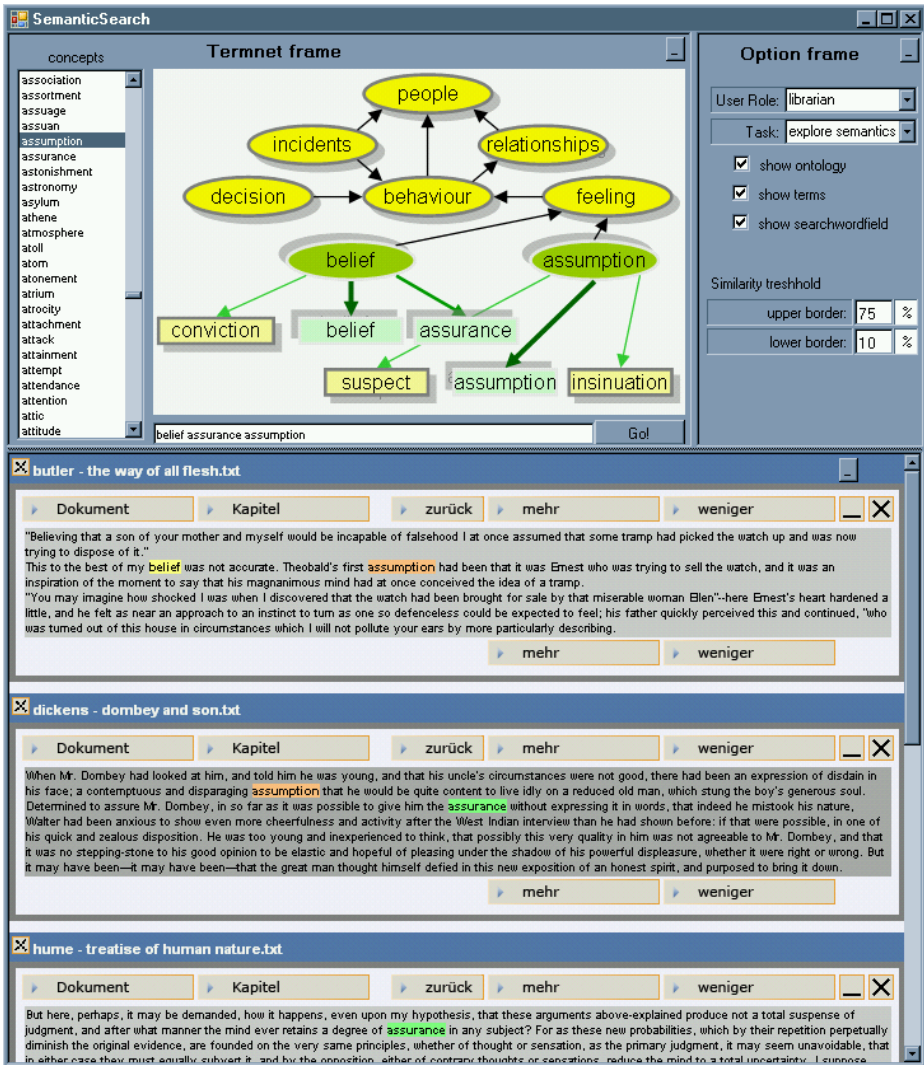 SemanticSearch
concepts
association
assortment
assuage
assuan
assumption
assurance
astonishment
astronomy
asylum
athene
atmosphere
atoll
atom
atonement
atrium
atrocity
attachment
attack
attainment
attempt
attendance
attention
attic
attitude
Termnet frame
people
incidents
relationships
decision
behaviour
feeling
belief
assumption
conviction
belief
assurance
suspect
assumption
insinuation
belief assurance assumption
Go!
Option frame
User Role: librarian
Task: explore semantics
show ontology
show terms
show searchwordfield
Similarity treshhold
upper border: 75 %
lower border: 10 %
butler - the way of all flesh.txt
Dokument Kapitel zurück mehr weniger
"Believing that a son of your mother and myself would be incapable of falsehood I at once assumed that some tramp had picked the watch up and was now
trying to dispose of it."
This to the best of my belief was not accurate. Theobald's first assumption had been that it was Ernest who was trying to sell the watch, and it was an
inspiration of the moment to say that his magnanimous mind had at once conceived the idea of a tramp.
"You may imagine how shocked I was when I discovered that the watch had been brought for sale by that miserable woman Ellen"--here Ernest's heart hardened a
little, and he felt as near an approach to an instinct to turn as one so defenceless could be expected to feel; his father quickly perceived this and continued, "who
was turned out of this house in circumstances which I will not pollute your ears by more particularly describing.
mehr weniger
dickens - dombey and son.txt
Dokument Kapitel zurück mehr weniger
When Mr. Dombey had looked at him, and told him he was young, and that his uncle's circumstances were not good, there had been an expression of disdain in
his face; a contemptuous and disparaging assumption that he would be quite content to live idly on a reduced old man, which stung the boy's generous soul.
Determined to assure Mr. Dombey, in so far as it was possible to give him the assurance without expressing it in words, that indeed he mistook his nature,
Walter had been anxious to show even more cheerfulness and activity after the West Indian interview than he had shown before: if that were possible, in one of
his quick and zealous disposition. He was too young and inexperienced to think, that possibly this very quality in him was not agreeable to Mr. Dombey, and that
it was no stepping-stone to his good opinion to be elastic and hopeful of pleasing under the shadow of his powerful displeasure, whether it were right or wrong. But
it may have been—it may have been—that the great man thought himself defied in this new exposition of an honest spirit, and purposed to bring it down.
mehr weniger
hume - treatise of human nature.txt
Dokument Kapitel zurück mehr weniger
But here, perhaps, it may be demanded, how it happens, even upon my hypothesis, that these arguments above-explained produce not a total suspense of
judgment, and after what manner the mind ever retains a degree of assurance in any subject? For as these new probabilities, which by their repetition perpetually
diminish the original evidence, are founded on the very same principles, whether of thought or sensation, as the primary judgment, it may seem unavoidable, that
in either case they must equally subvert it, and by the opposition, either of contrary thoughts or sensations, reduce the mind to a total uncertainty. I suppose